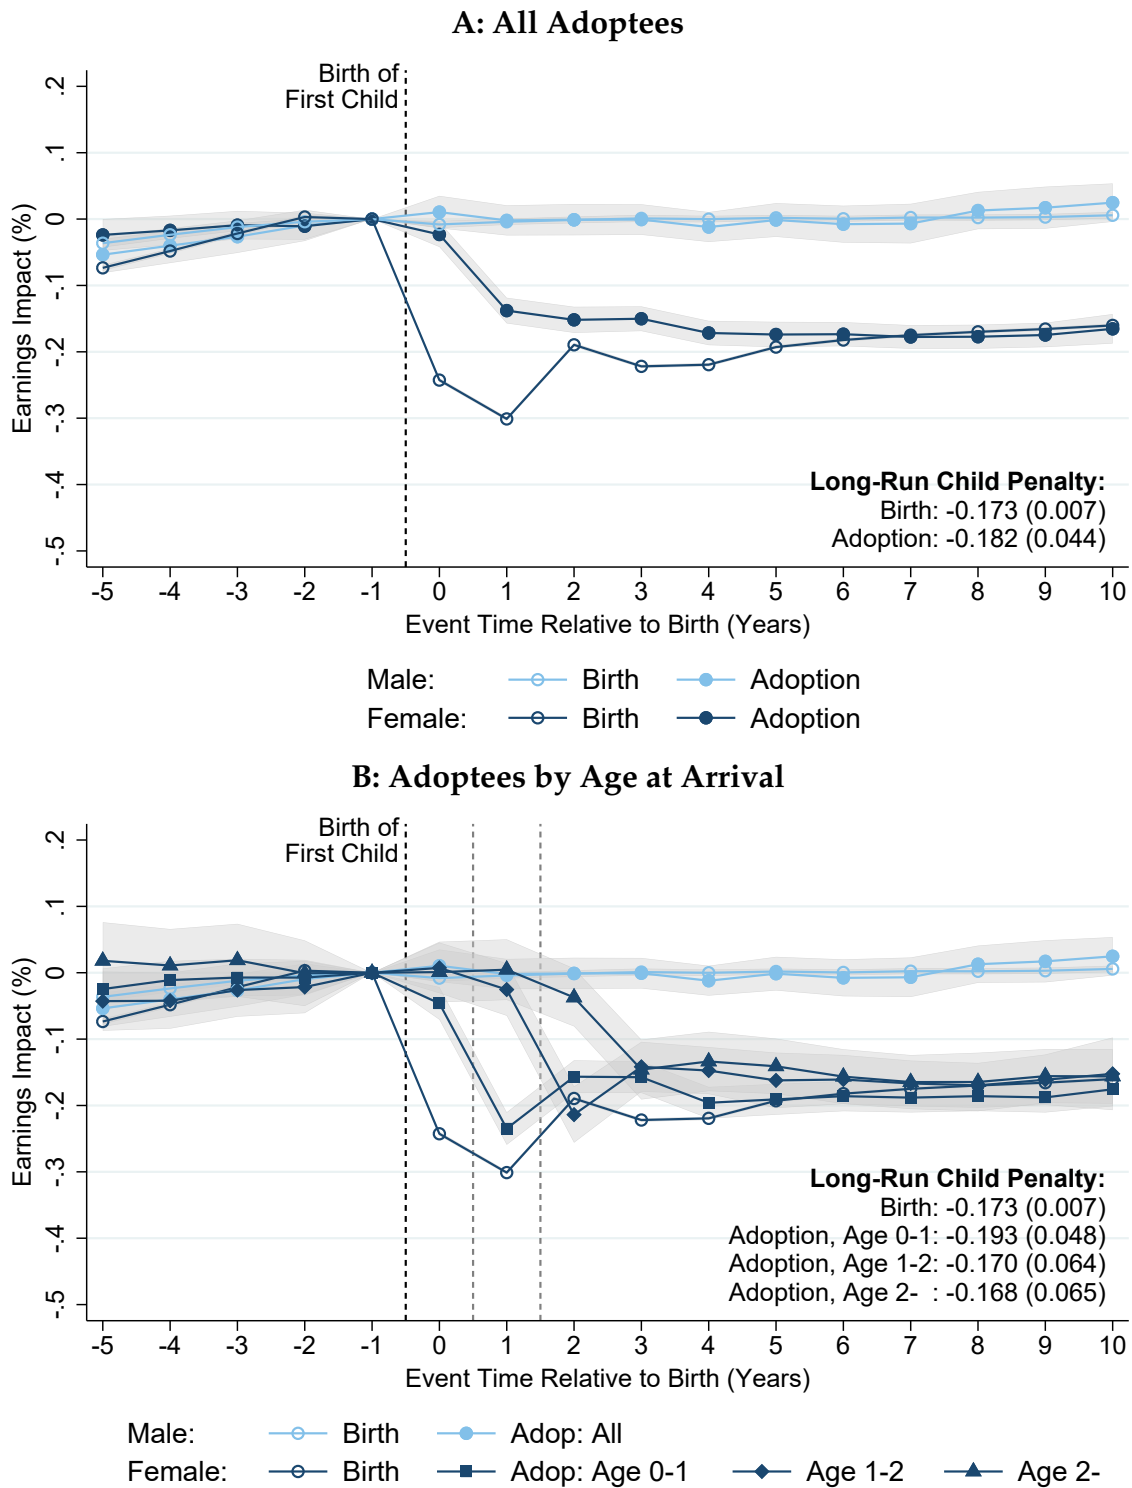 A: All Adoptees
Birth of
First Child
.2
.1
0
-.1
-.2
-.3
-.4
-.5
Earnings Impact (%)
Long-Run Child Penalty:
Birth: -0.173 (0.007)
Adoption: -0.182 (0.044)
-5 -4 -3 -2 -1 0 1 2 3 4 5 6 7 8 9 10
Event Time Relative to Birth (Years)
Male: Birth Adoption
Female: Birth Adoption
B: Adoptees by Age at Arrival
Birth of
First Child
.2
.1
0
-.1
-.2
-.3
-.4
-.5
Earnings Impact (%)
Long-Run Child Penalty:
Birth: -0.173 (0.007)
Adoption, Age 0-1: -0.193 (0.048)
Adoption, Age 1-2: -0.170 (0.064)
Adoption, Age 2- : -0.168 (0.065)
-5 -4 -3 -2 -1 0 1 2 3 4 5 6 7 8 9 10
Event Time Relative to Birth (Years)
Male: Birth Adop: All
Female: Birth Adop: Age 0-1 Age 1-2 Age 2-